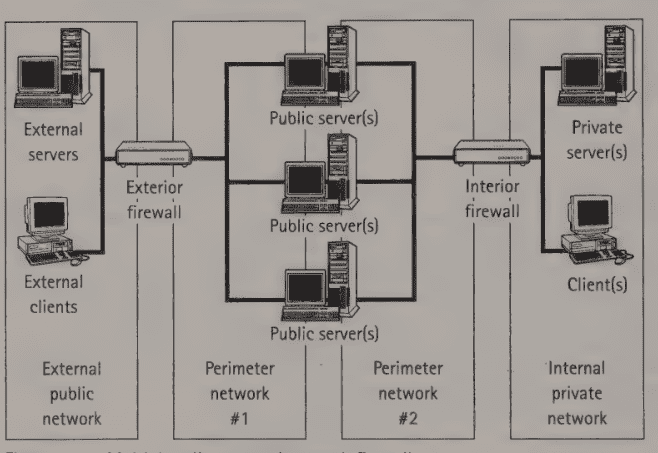 External
servers
Public server(s)
Private
server(s)
Exterior
firewall
Interior
firewall
Public server(s)
External
clients
Client(s)
Public server(s)
External
public
network
Perimeter
network
#1
Perimeter
network
#2
Internal
private
network